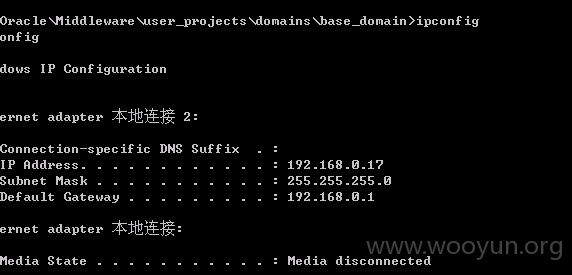 Oracle\Middleware\user_projects\domains\base_domain>ipconfig
onfig
dows IP Configuration
ernet adapter 本地连接 2:
Connection-specific DNS Suffix  . :
IP Address. . . . . . . . . . . . : 192.168.0.17
Subnet Mask . . . . . . . . . . . : 255.255.255.0
Default Gateway . . . . . . . . . : 192.168.0.1
ernet adapter 本地连接:
Media State . . . . . . . . . . . : Media disconnected
www.wooyun.org